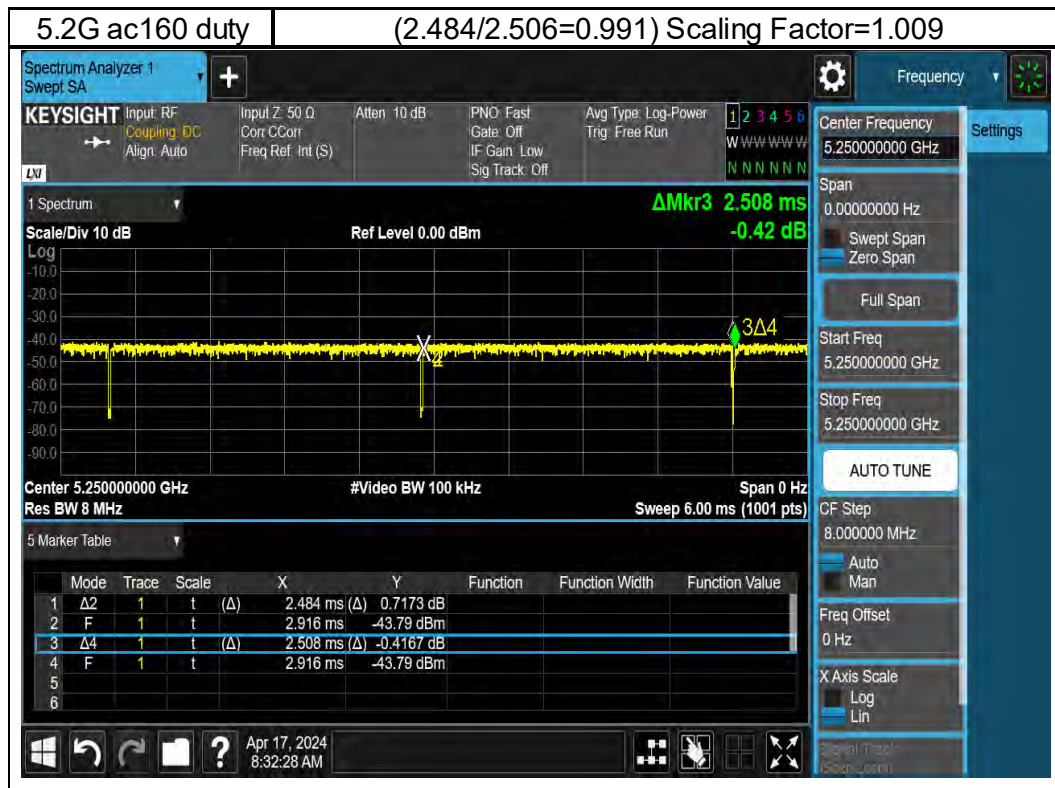 5.2G ac160 duty (2.484/2.506=0.991) Scaling Factor=1.009
Spectrum Analyzer 1
Swept SA
+
Frequency
KEYSIGHT
LXI
Input: RF
Coupling: DC
Align: Auto
Input Z: 50 Ω
Corr CCorr
Freq Ref: Int (S)
Atten: 10 dB
PNO: Fast
Gate: Off
IF Gain: Low
Sig Track: Off
Avg Type: Log-Power
Trig: Free Run
1 2 3 4 5 6
W W W W W W
N N N N N N
1 Spectrum
ΔMkr3 2.508 ms
-0.42 dB
Scale/Div 10 dB
Ref Level 0.00 dBm
Log
-10.0
-20.0
-30.0
-40.0
-50.0
-60.0
-70.0
-80.0
-90.0
3Δ4
Center 5.250000000 GHz
#Video BW 100 kHz
Span 0 Hz
Res BW 8 MHz
Sweep 6.00 ms (1001 pts)
5 Marker Table
Mode Trace Scale X Y Function Function Width Function Value
1 Δ2 1 t (Δ) 2.484 ms (Δ) 0.7173 dB
2 F 1 t 2.916 ms -43.79 dBm
3 Δ4 1 t (Δ) 2.508 ms (Δ) -0.4167 dB
4 F 1 t 2.916 ms -43.79 dBm
5
6
Apr 17, 2024
8:32:28 AM
?
Center Frequency
5.250000000 GHz
Settings
Span
0.00000000 Hz
Swept Span
Zero Span
Full Span
Start Freq
5.250000000 GHz
Stop Freq
5.250000000 GHz
AUTO TUNE
CF Step
8.000000 MHz
Auto
Man
Freq Offset
0 Hz
X Axis Scale
Log
Lin